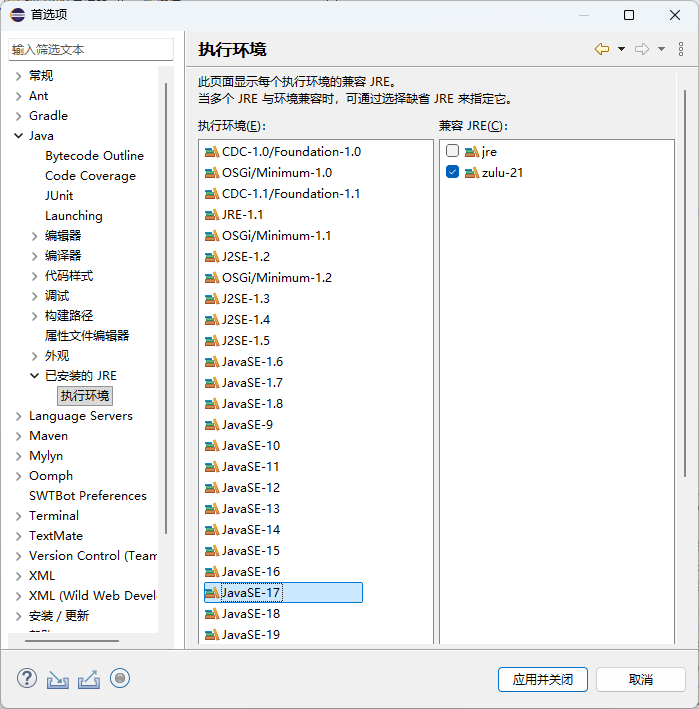 首选项
输入筛选文本
常规
Ant
Gradle
Java
Bytecode Outline
Code Coverage
JUnit
Launching
编辑器
编译器
代码样式
调试
构建路径
属性文件编辑器
外观
已安装的 JRE
执行环境
Language Servers
Maven
Mylyn
Oomph
SWTBot Preferences
Terminal
TextMate
Version Control (Team
XML
XML (Wild Web Devel
安装 / 更新
执行环境
此页面显示每个执行环境的兼容 JRE。
当多个 JRE 与环境兼容时，可通过选择缺省 JRE 来指定它。
执行环境(E):
CDC-1.0/Foundation-1.0
OSGi/Minimum-1.0
CDC-1.1/Foundation-1.1
JRE-1.1
OSGi/Minimum-1.1
J2SE-1.2
OSGi/Minimum-1.2
J2SE-1.3
J2SE-1.4
J2SE-1.5
JavaSE-1.6
JavaSE-1.7
JavaSE-1.8
JavaSE-9
JavaSE-10
JavaSE-11
JavaSE-12
JavaSE-13
JavaSE-14
JavaSE-15
JavaSE-16
JavaSE-17
JavaSE-18
JavaSE-19
兼容 JRE(C):
jre
zulu-21
应用并关闭
取消